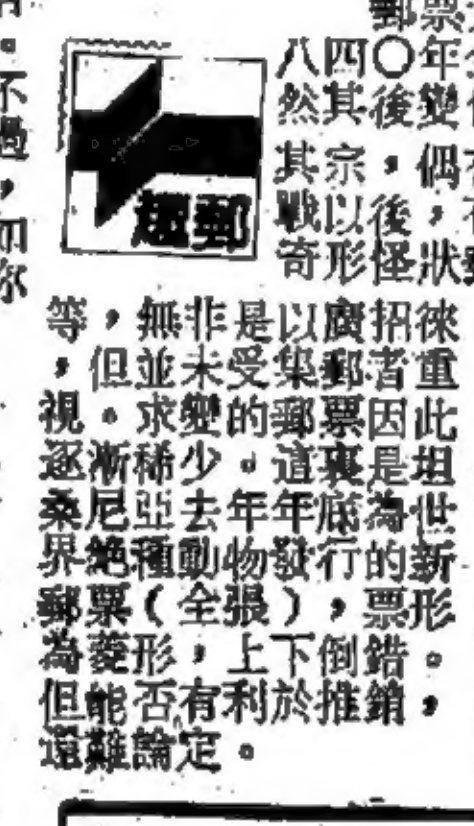 郵票
八四〇年
然其後變
其宗,偶
戰以後,
奇形怪狀
郵趣
等,無非是以廣招徠
,但並未受集郵者重
視。求變的郵票因此
逐漸稀少。這裏是坦
桑尼亞去年年底為世
界絕種動物發行的新
郵票(全張),票形
為菱形,上下倒錯。
但能否有利於推銷,
還難論定。
。不過,如你